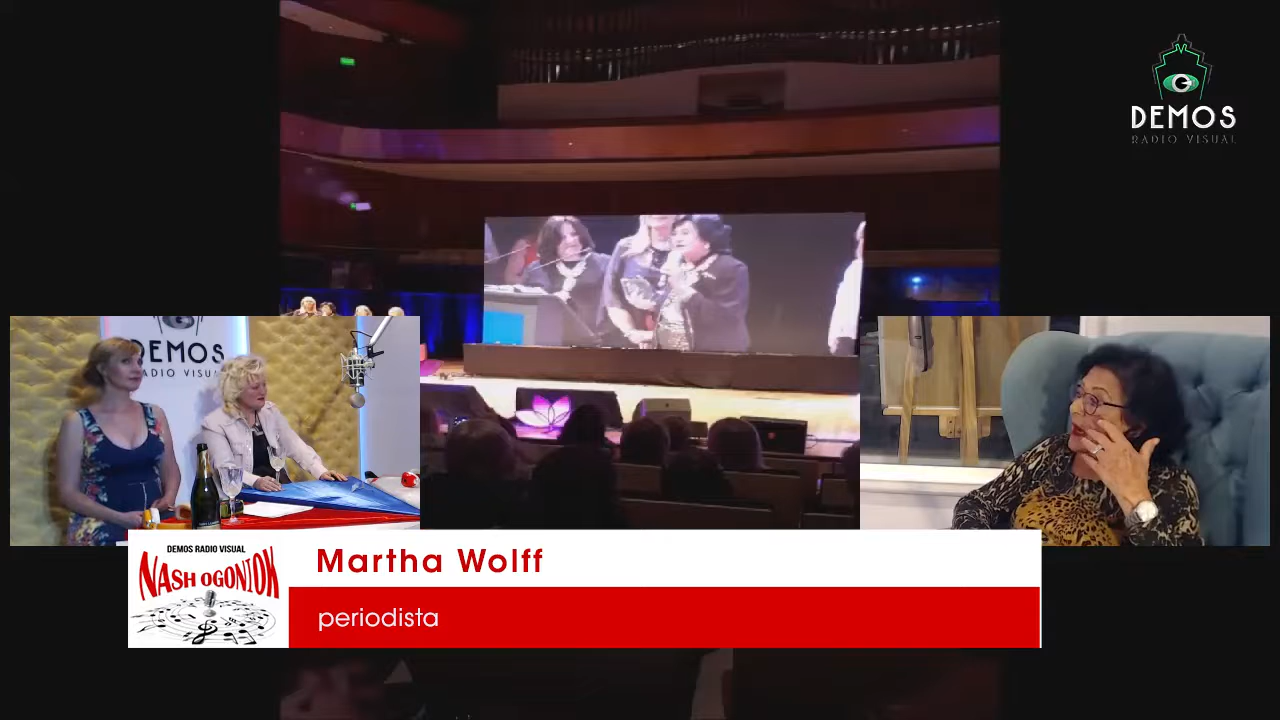 DEMOS
RADIO VISUAL
DEMOS
RADIO VISUAL
DEMOS RADIO VISUAL
NASH OGONIOK
Martha Wolff
periodista